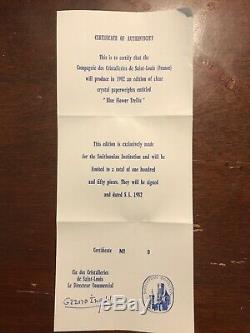 CERTIFICATE OF AUTHENTICITY
This is to certify that the
Compagnie des Cristalleries de Saint-Louis (France)
will produce in 1982 an edition of clear
crystal paperweights entitled
" Blue Flower Trellis "
This edition is exclusively made
for the Smithsonian Institution and will be
limited to a total of one hundred
and fifty pieces. They will be signed
and dated S.L. 1982
Certificate No
Cie des Cristalleries
de Saint-Louis
Le Directeur Commercial